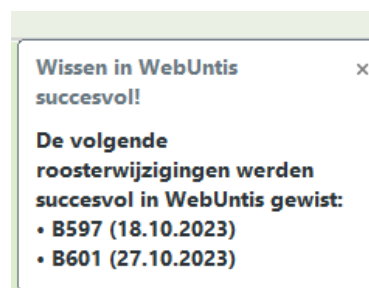 Wissen in WebUntis ×
succesvol!
De volgende
roosterwijzigingen werden
succesvol in WebUntis gewist:
• B597 (18.10.2023)
• B601 (27.10.2023)